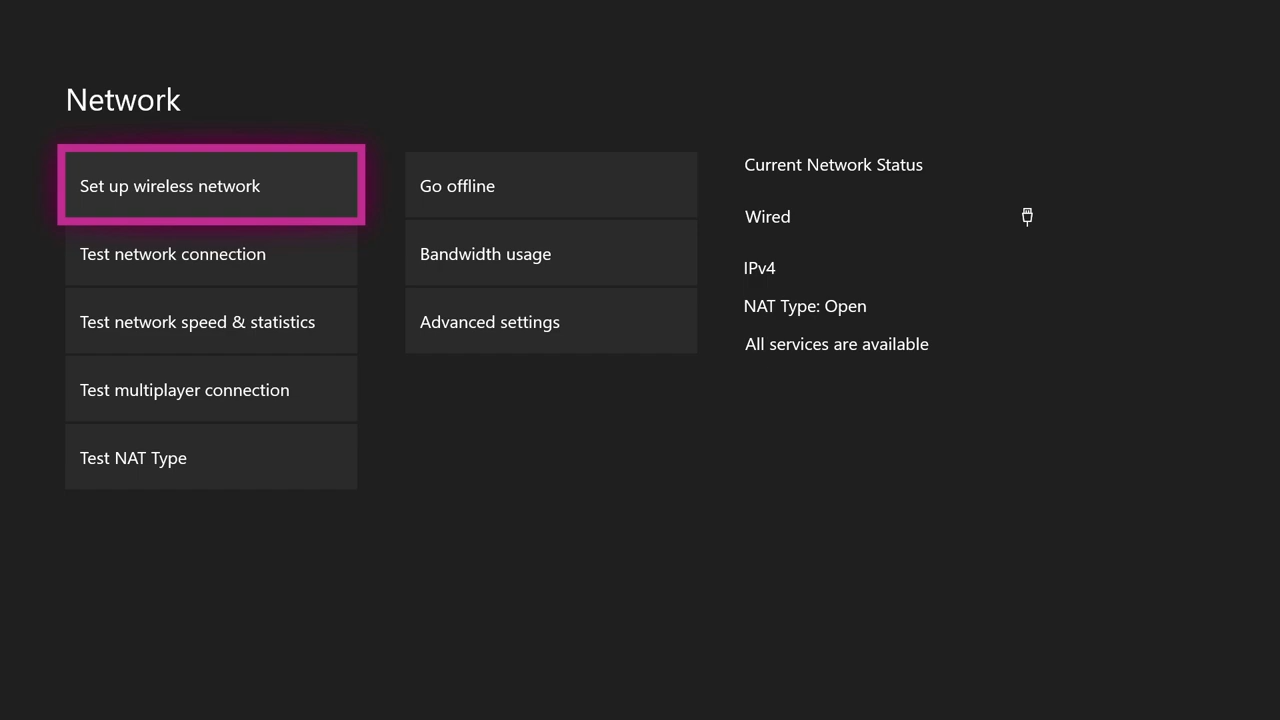 Network
Set up wireless network
Test network connection
Test network speed & statistics
Test multiplayer connection
Test NAT Type
Go offline
Bandwidth usage
Advanced settings
Current Network Status
Wired
IPv4
NAT Type: Open
All services are available